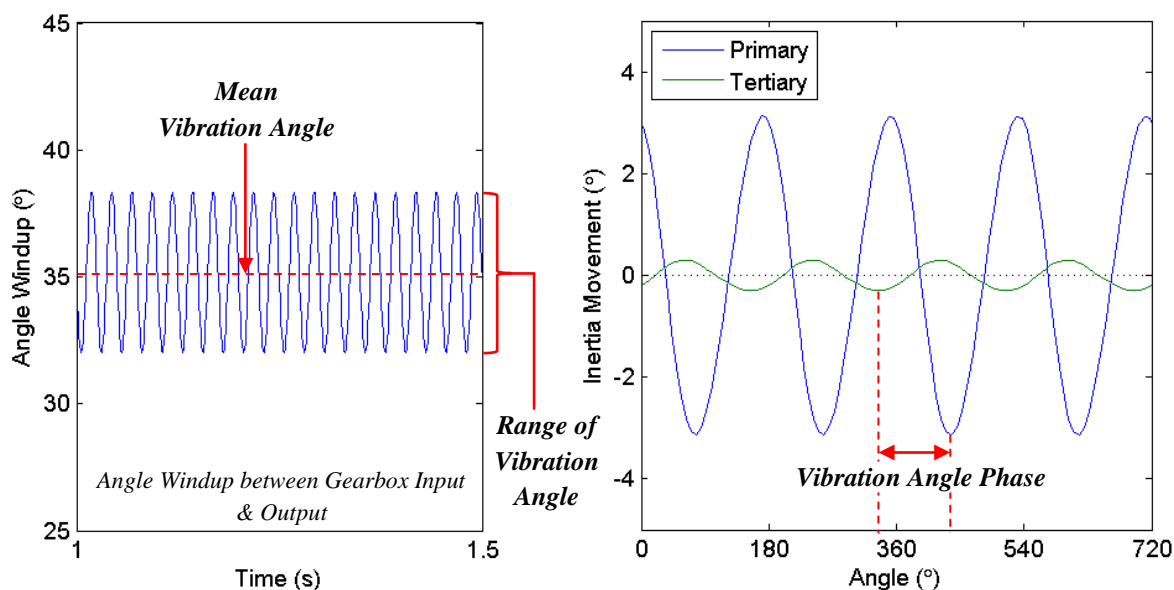 45
40
35
30
25
1
1.5
Angle Windup (°)
Time (s)
Mean
Vibration Angle
Range of
Vibration
Angle
Angle Windup between Gearbox Input
& Output
Primary
Tertiary
4
2
0
-2
-4
0
180
360
540
720
Inertia Movement (°)
Angle (°)
Vibration Angle Phase